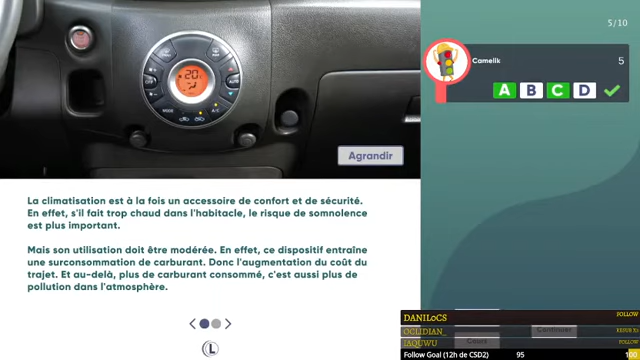 5/10
Camelik
5
A B C D
20
MODE
A/C
Agrandir
La climatisation est à la fois un accessoire de confort et de sécurité.
En effet, s'il fait trop chaud dans l'habitacle, le risque de somnolence
est plus important.
Mais son utilisation doit être modérée. En effet, ce dispositif entraîne
une surconsommation de carburant. Donc l'augmentation du coût du
trajet. Et au-delà, plus de carburant consommé, c'est aussi plus de
pollution dans l'atmosphère.
L
DANILoCS FOLLOW
OCLIDIAN_
IAQUWU FOLLOW
Continuer
Follow Goal (12h de CSD2) 95 100